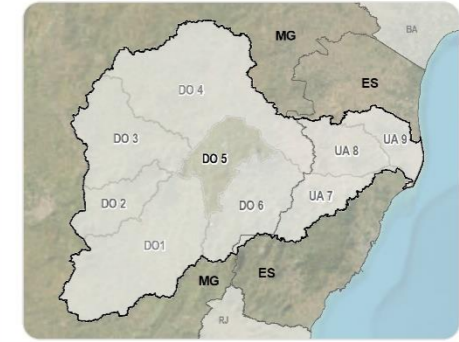 BA
MG
ES
DO 4
DO 3
UA 9
UA 8
DO 5
DO 2
UA 7
DO 6
DO1
MG
ES
RJ